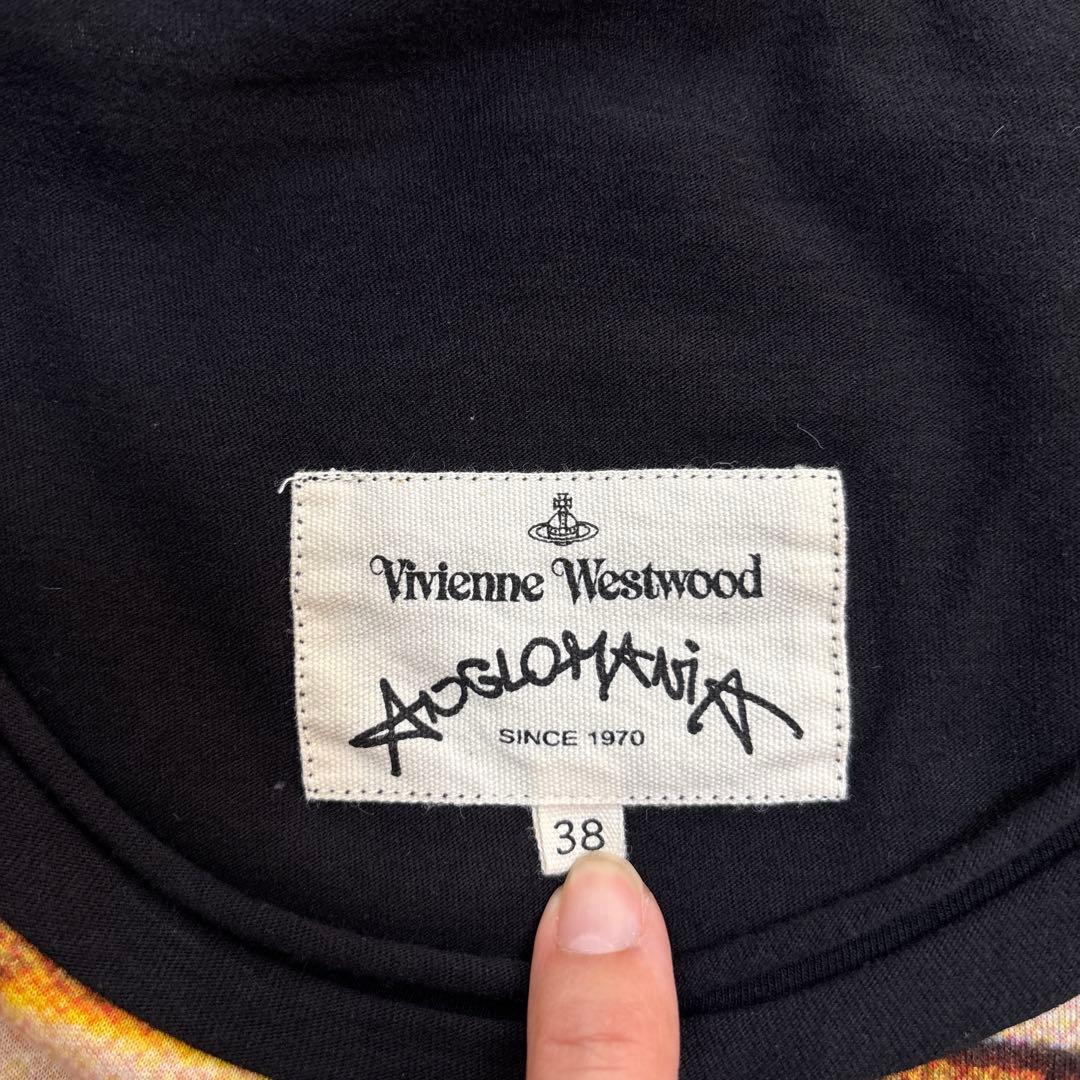 Vivienne Westwood
ANGLOMANiA
SINCE 1970
38